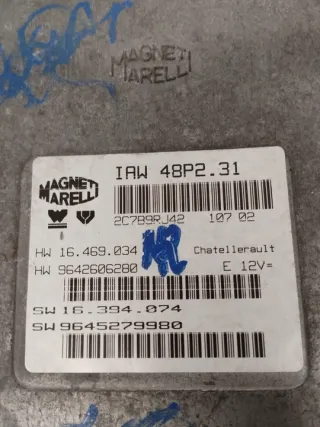 MAGNETI
MARELLI
MAGNETI
MARELLI
IAW 48P2.31
2C7B9RJ42 107 02
HW 16.469.034 Chatellerault
HW 9642606280 E 12V=
SW 16.394.074
SW 9645279980